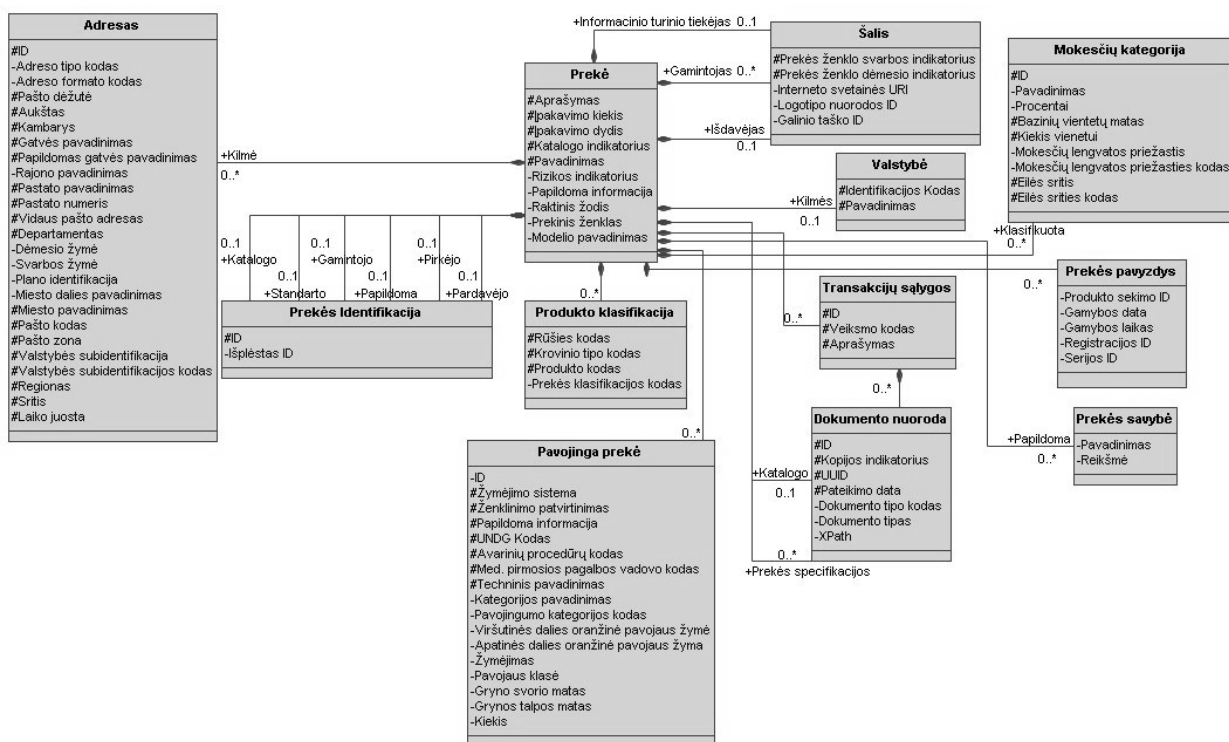 Adresas
#ID
-Adreso tipo kodas
-Adreso formato kodas
#Pašto dėžutė
#Aukštas
#Kambarys
#Gatvės pavadinimas
#Papildomas gatvės pavadinimas
-Rajono pavadinimas
#Pastato pavadinimas
#Pastato numeris
#Vidaus pašto adresas
#Departamentas
-Dėmesio žymė
-Svarbos žymė
-Plano identifikacija
-Miesto dalies pavadinimas
#Miesto pavadinimas
#Pašto kodas
#Pašto zona
#Valstybės subidentifikacija
#Valstybės subidentifikacijos kodas
#Regionas
#Sritis
#Laiko juosta
+Kilmė
0..*
Prekė
#Aprašymas
#Įpakavimo kiekis
#Įpakavimo dydis
#Katalogo indikatorius
#Pavadinimas
-Rizikos indikatorius
-Papildoma informacija
-Raktinis žodis
-Prekinis ženklas
-Modelio pavadinimas
+Informacinio turinio tiekėjas 0..1
+Gamintojas 0..*
+Išdavėjas
0..1
Šalis
#Prekės ženklo svarbos indikatorius
#Prekės ženklo dėmesio indikatorius
-Interneto svetainės URI
-Logotipo nuorodos ID
-Galinio taško ID
Mokesčių kategorija
#ID
-Pavadinimas
-Procentai
#Bazinių vientetų matas
#Kiekis vienetui
-Mokesčių lengvatos priežastis
-Mokesčių lengvatos priežasties kodas
#Eilės sritis
#Eilės srities kodas
+Klasifikuota
0..*
+Kilmės
0..1
Valstybė
#Identifikacijos Kodas
#Pavadinimas
0..1
+Katalogo
0..1
+Standarto
0..1
+Gamintojo
0..1
+Papildoma
0..1
+Pirkėjo
0..1
+Pardavėjo
Prekės Identifikacija
#ID
-Išplėstas ID
0..*
Produkto klasifikacija
#Rūšies kodas
#Krovinio tipo kodas
#Produkto kodas
-Prekės klasifikacijos kodas
0..*
Transakcijų sąlygos
#ID
#Veiksmo kodas
#Aprašymas
0..*
0..*
Prekės pavyzdys
-Produkto sekimo ID
-Gamybos data
-Gamybos laikas
-Registracijos ID
-Serijos ID
+Katalogo
0..1
0..*
+Prekės specifikacijos
Dokumento nuoroda
#ID
#Kopijos indikatorius
#UUID
#Pateikimo data
-Dokumento tipo kodas
-Dokumento tipas
-XPath
+Papildoma
0..*
Prekės savybė
-Pavadinimas
-Reikšmė
0..*
Pavojinga prekė
-ID
#Žymėjimo sistema
#Ženklinimo patvirtinimas
#Papildoma informacija
#UNDG Kodas
#Avarinių procedūrų kodas
#Med. pirmosios pagalbos vadovo kodas
#Techninis pavadinimas
-Kategorijos pavadinimas
-Pavojingumo kategorijos kodas
-Viršutinės dalies oranžinė pavojaus žymė
-Apatinės dalies oranžinė pavojaus žyma
-Žymėjimas
-Pavojaus klasė
-Gryno svorio matas
-Grynos talpos matas
-Kiekis